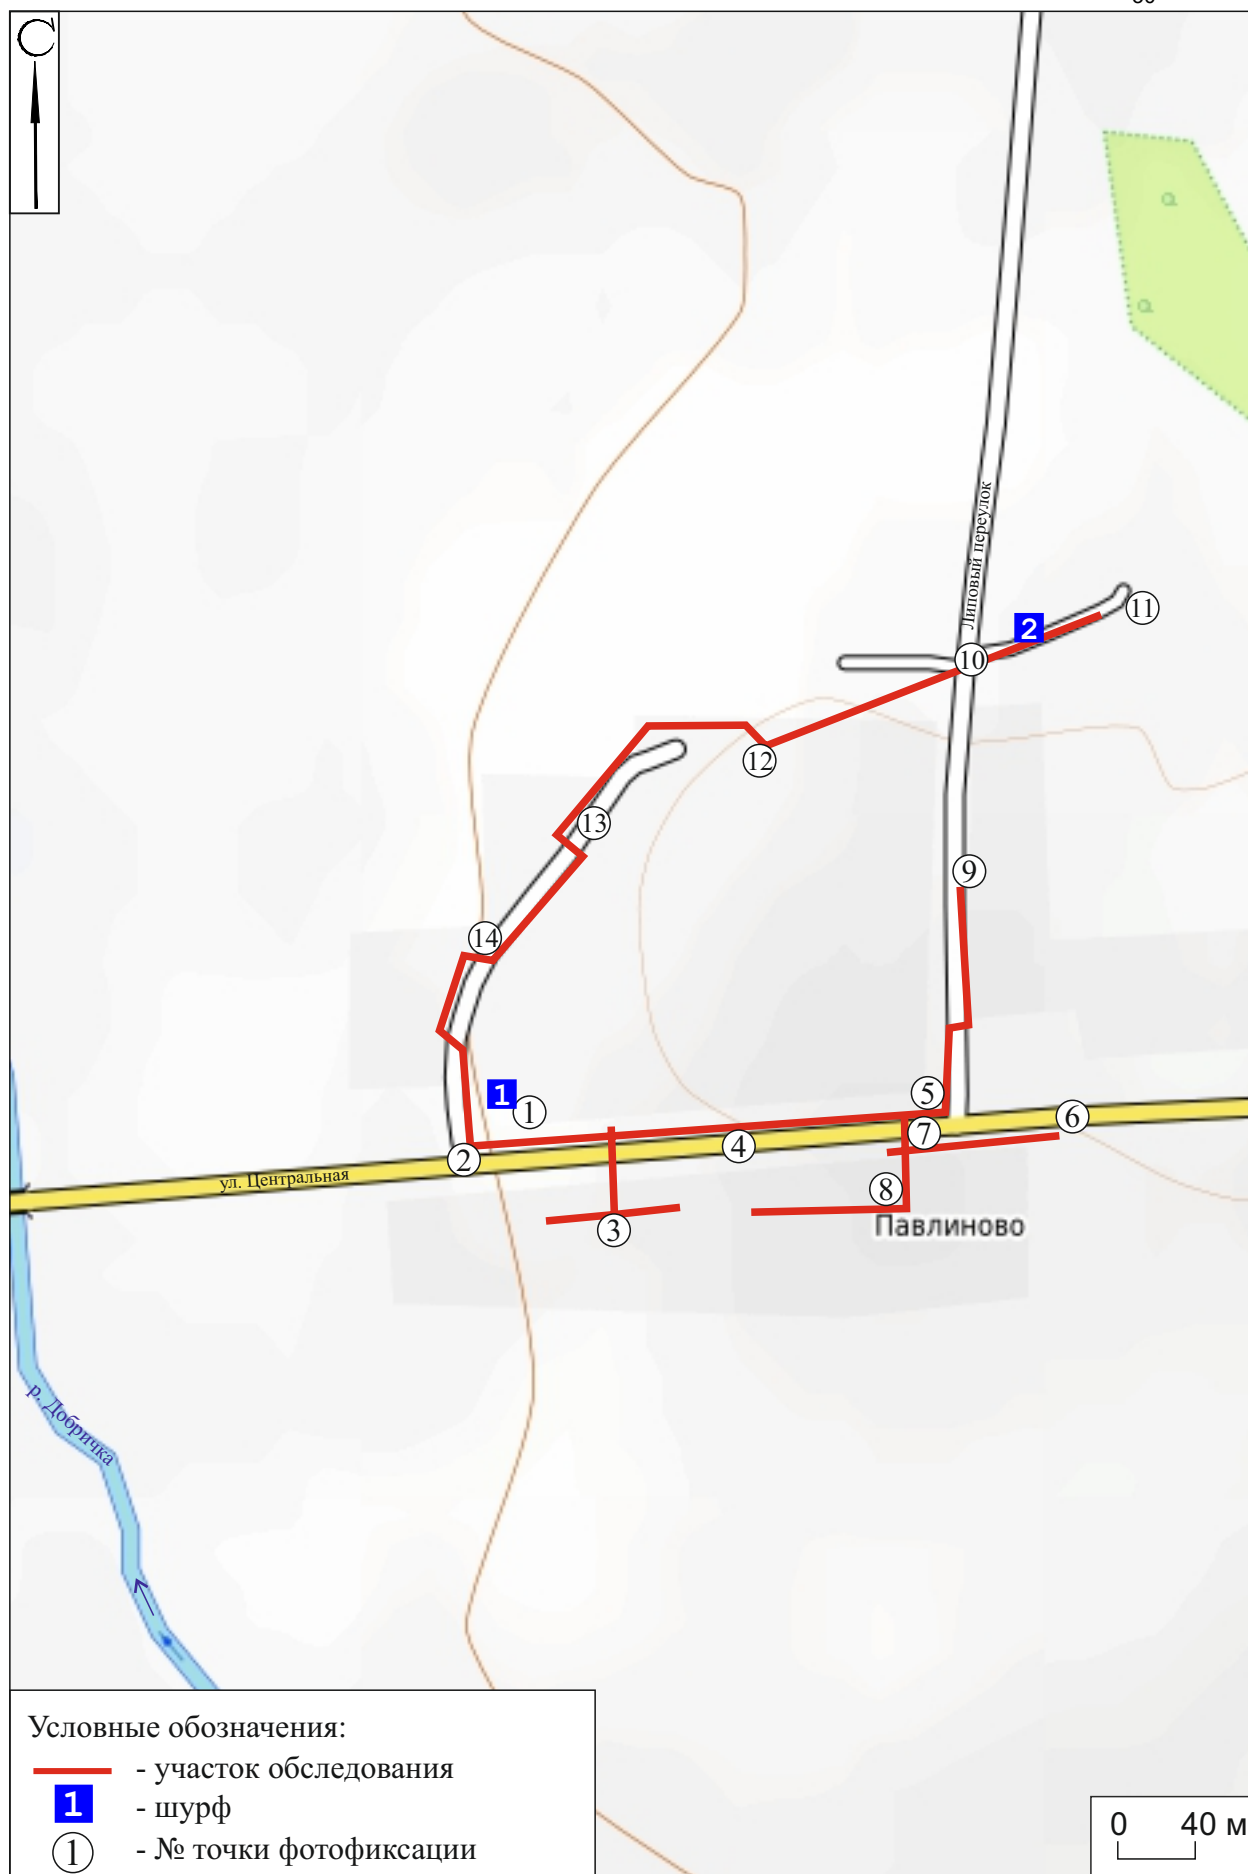 С
Липовый переулок
2
11
10
12
13
9
14
1
1
5
6
7
4
2
ул. Центральная
8
3
Павлиново
р. Добричка
Условные обозначения:
- участок обследования
1 - шурф
1 - № точки фотофиксации
0 40 м